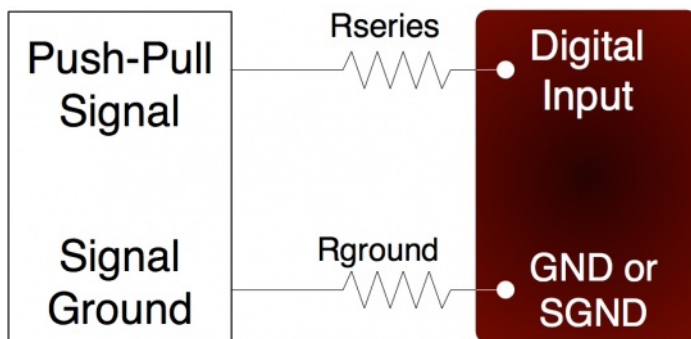 Rseries
Push-Pull
Signal
Digital
Input
Rground
Signal
Ground
GND or
SGND